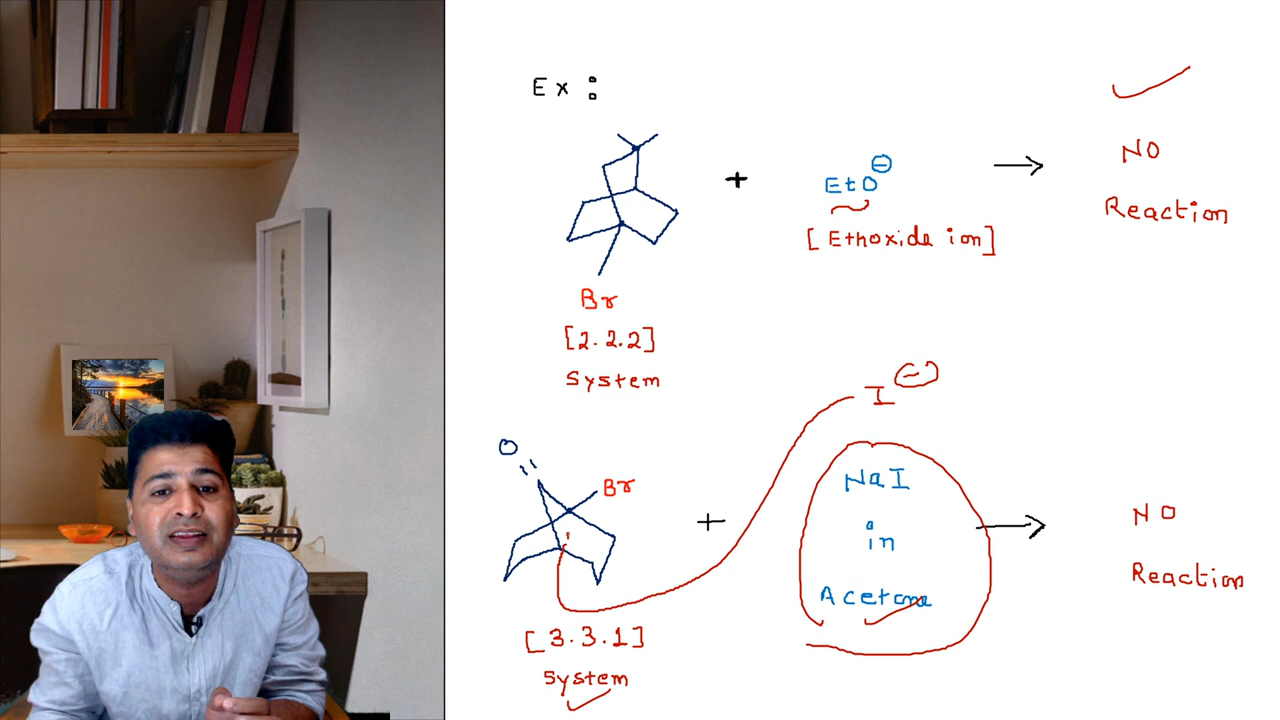 Ex :
Br
[2.2.2]
System
+
EtO⊖
[Ethoxide ion]
→
NO
Reaction
O
Br
[3.3.1]
System
+
I(-)
NaI
in
Acetone
→
NO
Reaction